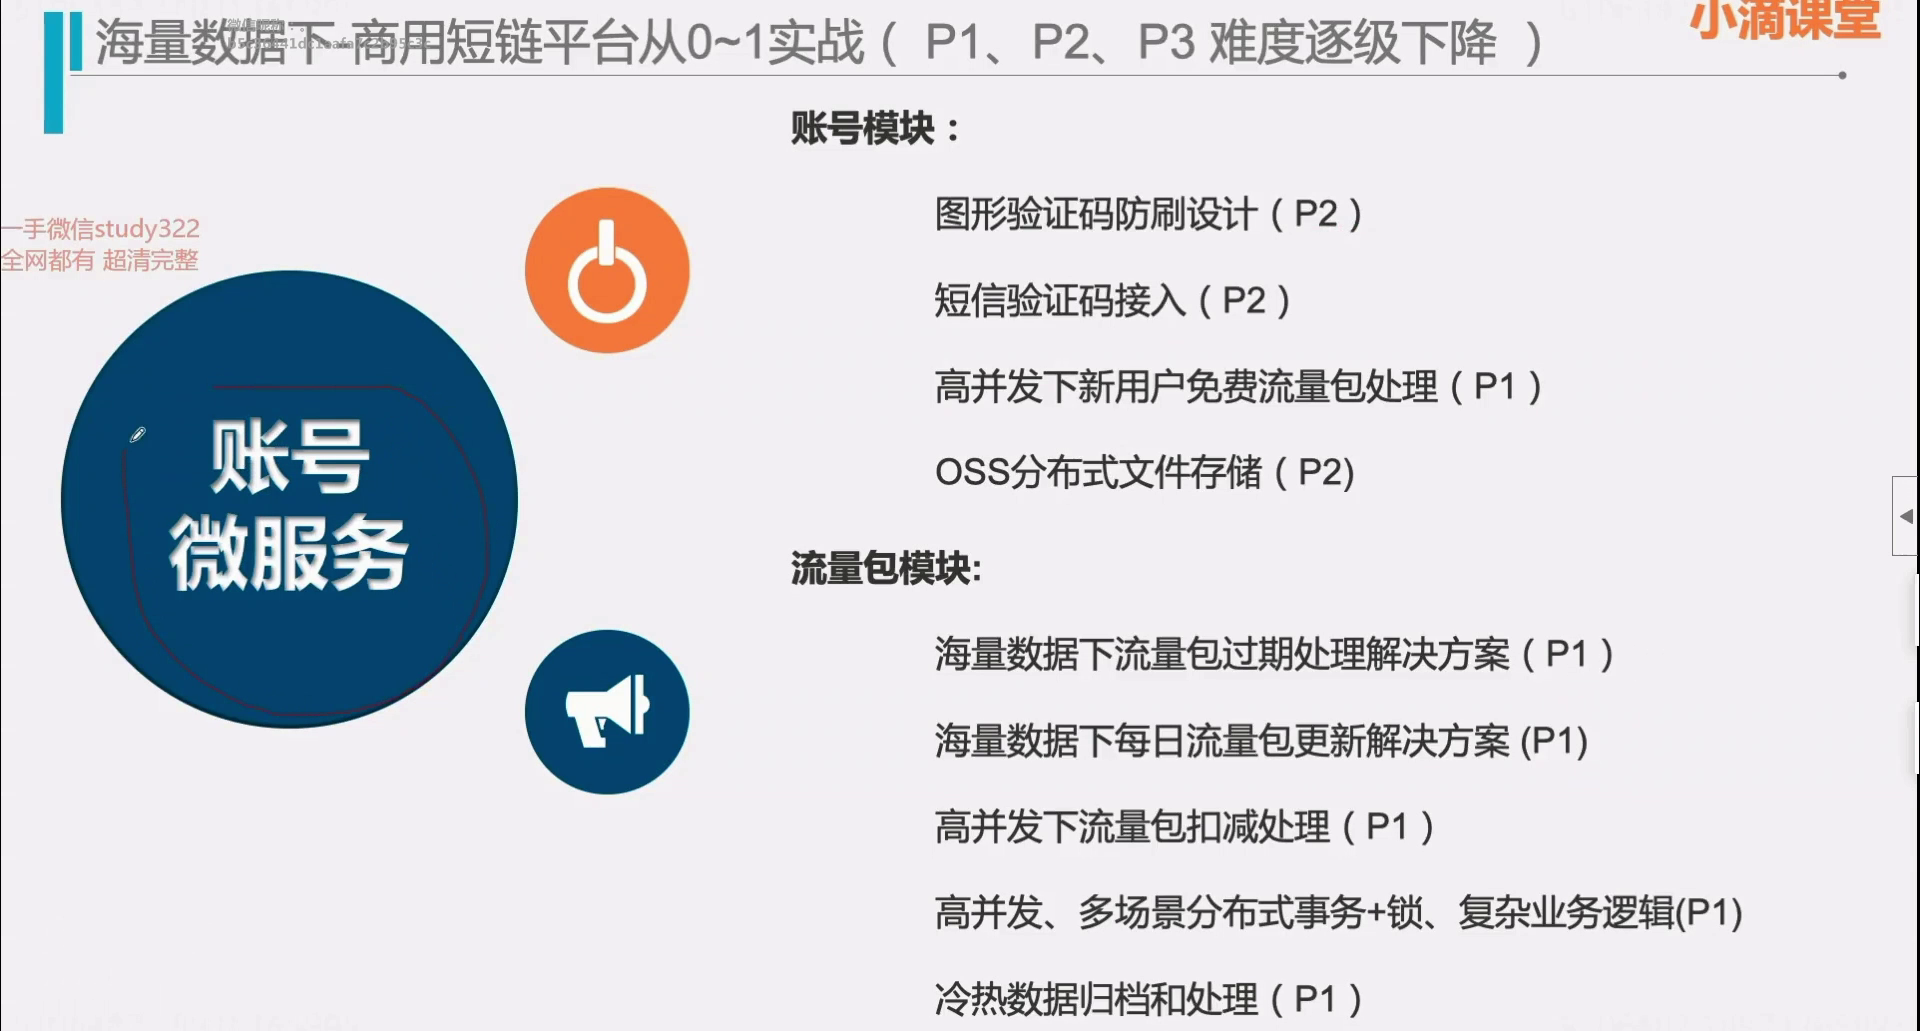 海量数据下-商用短链平台从0~1实战（ P1、P2、P3 难度逐级下降 ）
小滴课堂
账号模块：
一手微信study322
全网都有 超清完整
图形验证码防刷设计（P2 ）
短信验证码接入（P2 ）
高并发下新用户免费流量包处理（P1 ）
OSS分布式文件存储（P2)
账号
微服务
流量包模块:
海量数据下流量包过期处理解决方案（P1 ）
海量数据下每日流量包更新解决方案 (P1)
高并发下流量包扣减处理（P1 ）
高并发、多场景分布式事务+锁、复杂业务逻辑(P1)
冷热数据归档和处理（P1 ）